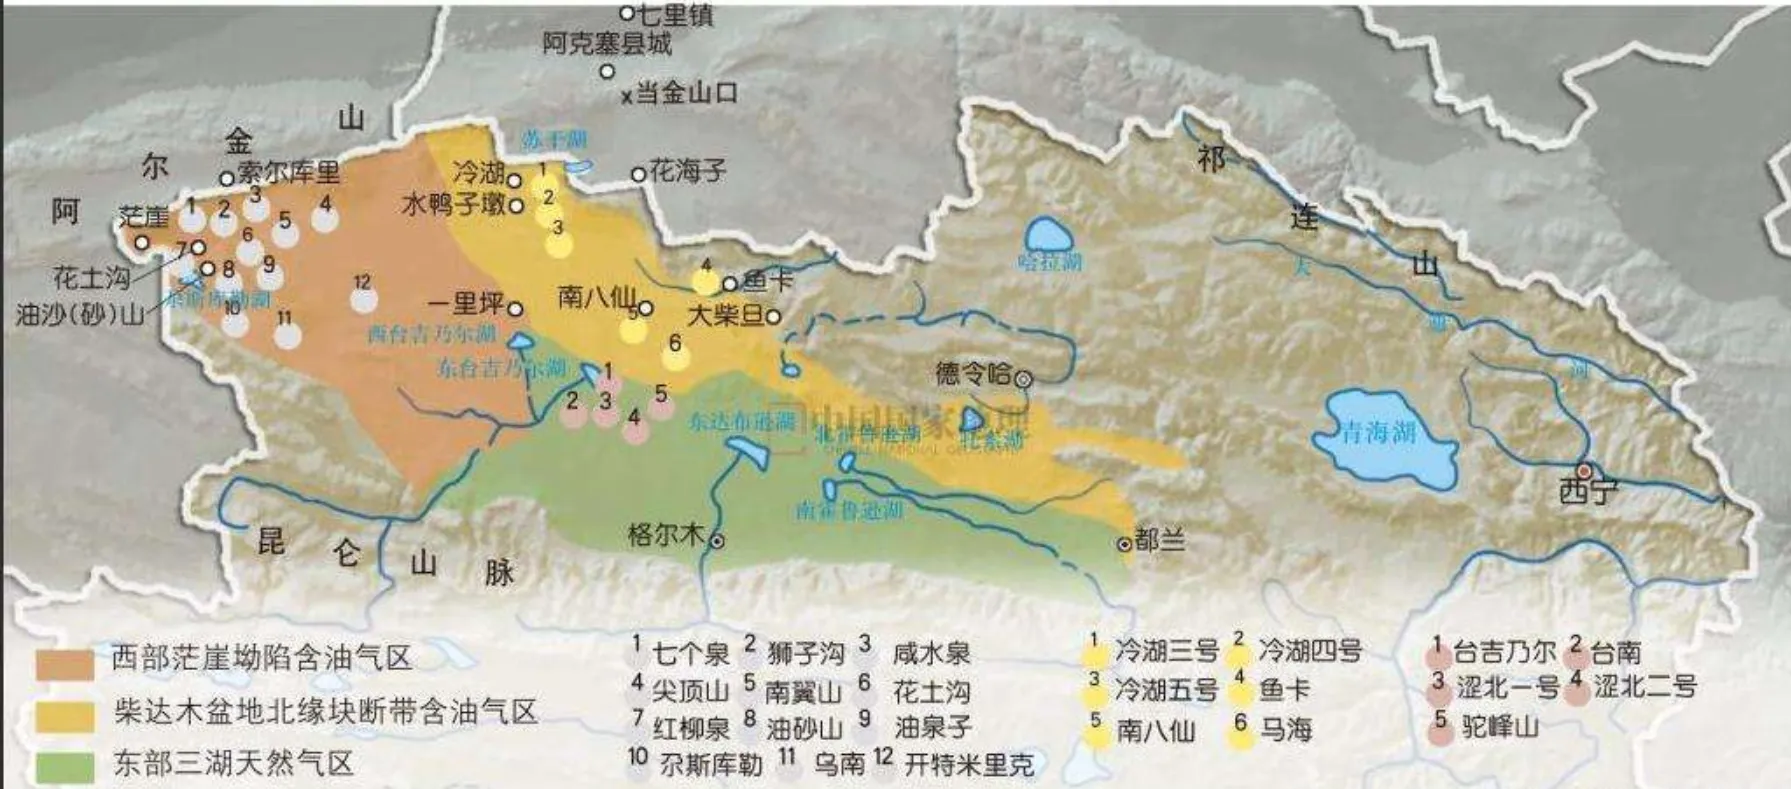 七里镇
阿克塞县城
x当金山口
山
金
尔
阿
苏干湖
索尔库里
冷湖
花海子
水鸭子墩
茫崖
祁
连
山
1
2
3
4
5
6
7
8
9
10
11
12
1
2
3
4
5
6
花土沟
油沙(砂)山
尕斯库勒湖
一里坪
南八仙
鱼卡
大柴旦
哈拉湖
大
通
河
西台吉乃尔湖
东台吉乃尔湖
1
2
3
4
5
德令哈
东达布逊湖
中国国家地理
北霍鲁逊湖
托素湖
青海湖
西宁
南霍鲁逊湖
格尔木
都兰
昆
仑
山
脉
西部茫崖坳陷含油气区
柴达木盆地北缘块断带含油气区
东部三湖天然气区
1 七个泉 2 狮子沟 3 咸水泉
4 尖顶山 5 南翼山 6 花土沟
7 红柳泉 8 油砂山 9 油泉子
10 尕斯库勒 11 乌南 12 开特米里克
1 冷湖三号 2 冷湖四号
3 冷湖五号 4 鱼卡
5 南八仙 6 马海
1 台吉乃尔 2 台南
3 涩北一号 4 涩北二号
5 驼峰山